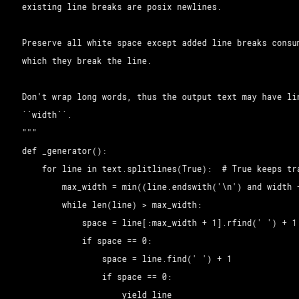 existing line breaks are posix newlines.
Preserve all white space except added line breaks
which they break the line.
Don't wrap long words, thus the output text may have
``width``.
"""
def _generator():
for line in text.splitlines(True):  # True keeps
max_width = min((line.endswith('\n') and width
while len(line) > max_width:
space = line[:max_width + 1].rfind(' ') + 1
if space == 0:
space = line.find(' ') + 1
if space == 0:
yield line